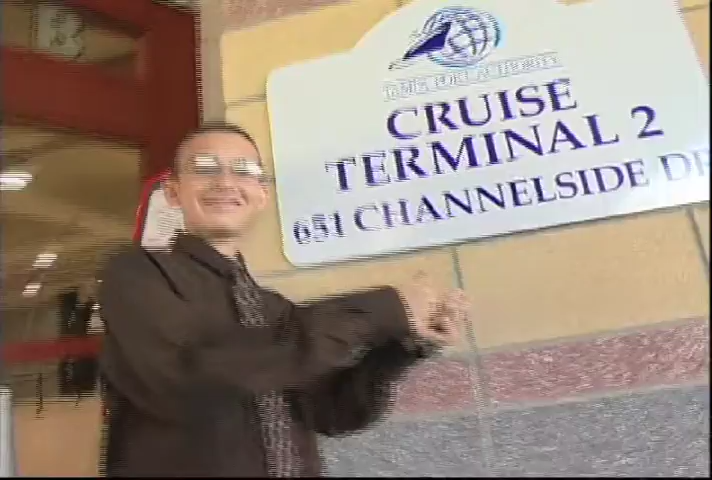 TAMPA PORT AUTHORITY
CRUISE
TERMINAL 2
651 CHANNELSIDE DR